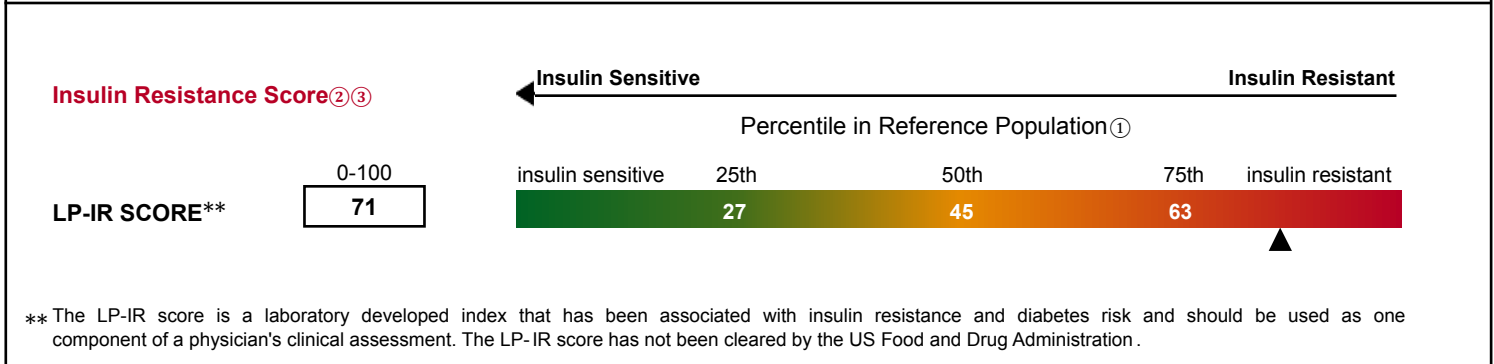 Insulin Sensitive Insulin Resistant
Insulin Resistance Score②③
Percentile in Reference Population①
0-100 insulin sensitive 25th 50th 75th insulin resistant
LP-IR SCORE** 71 27 45 63
** The LP-IR score is a laboratory developed index that has been associated with insulin resistance and diabetes risk and should be used as one
component of a physician's clinical assessment. The LP-IR score has not been cleared by the US Food and Drug Administration .